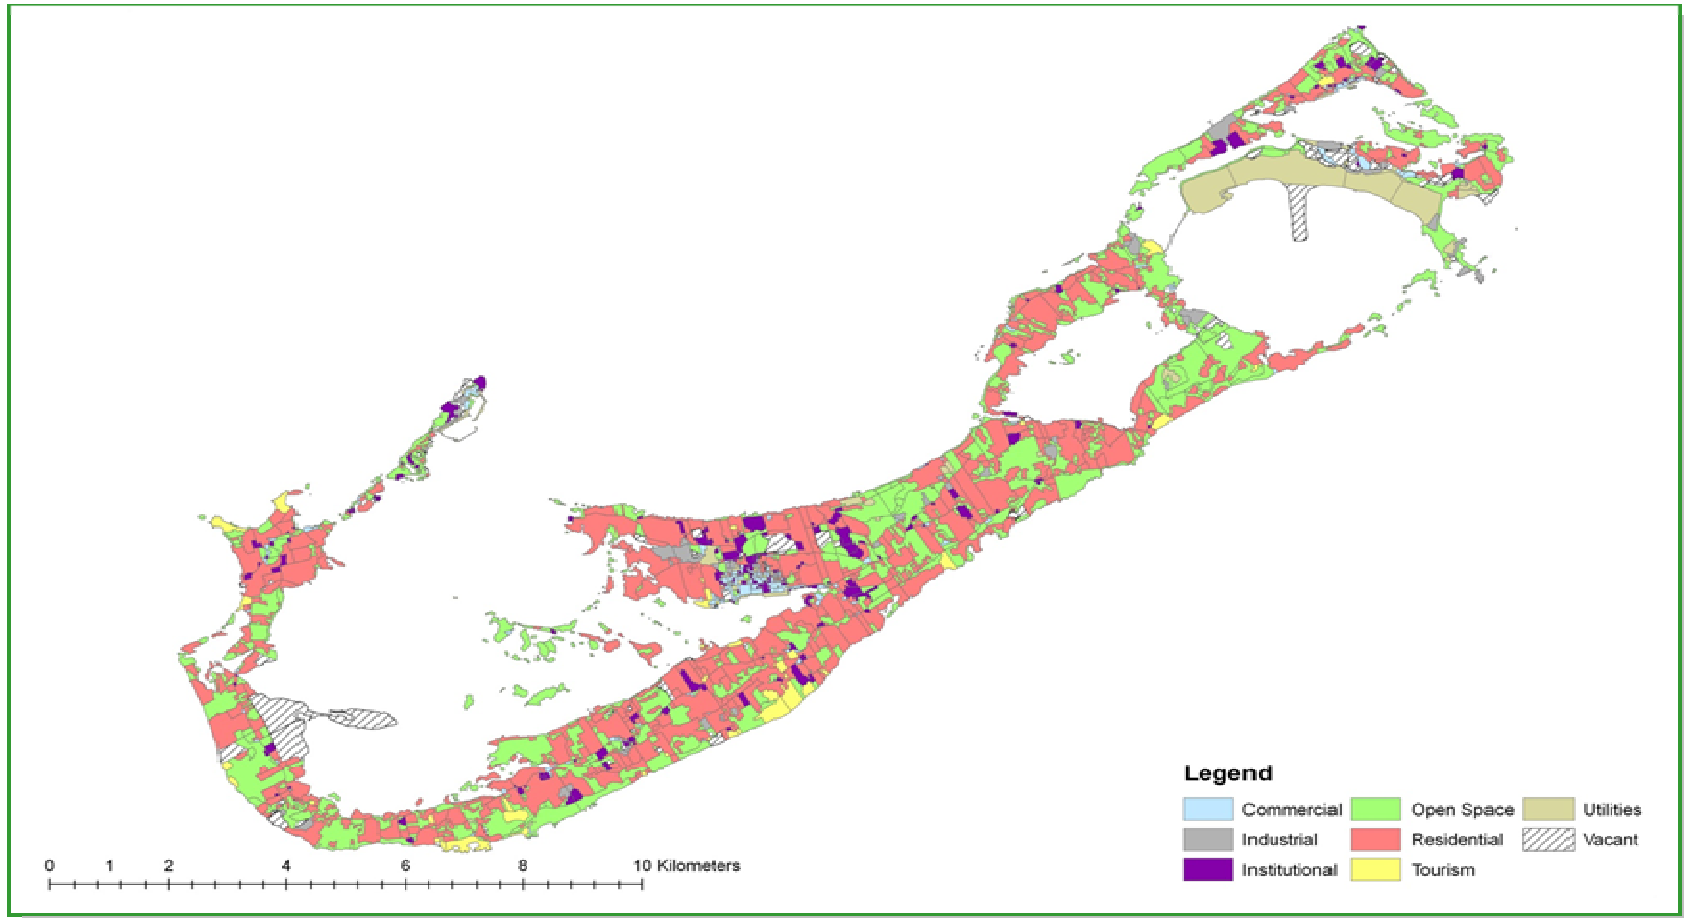 Legend
Commercial Open Space Utilities
Industrial Residential Vacant
Institutional Tourism
0 1 2 4 6 8 10 Kilometers